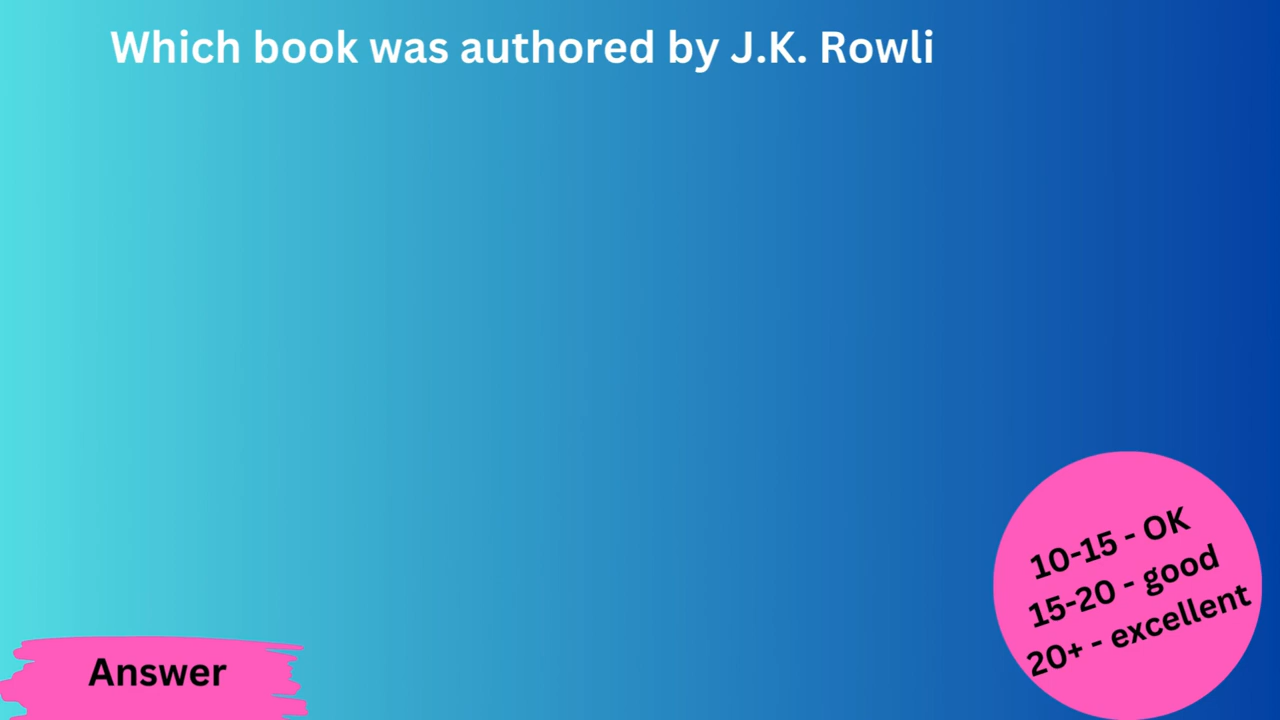 Which book was authored by J.K. Rowli
10-15 - OK
15-20 - good
20+ - excellent
Answer